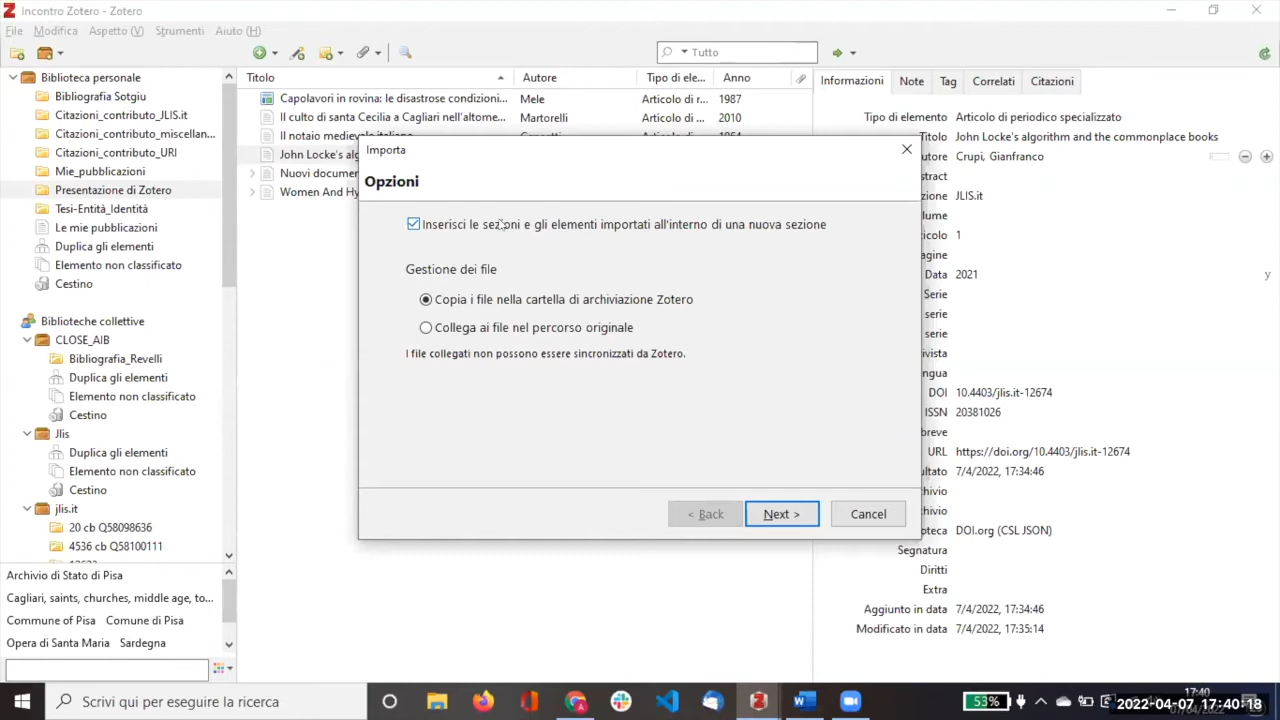 Incontro Zotero - Zotero
File Modifica Aspetto (V) Strumenti Aiuto (H)
Tutto
Biblioteca personale
Bibliografia Sotgiu
Citazioni_contributo_JLIS.it
Citazioni_contributo_miscellan...
Citazioni_contributo_URI
Mie_pubblicazioni
Presentazione di Zotero
Tesi-Entità_Identità
Le mie pubblicazioni
Duplica gli elementi
Elemento non classificato
Cestino
Biblioteche collettive
CLOSE_AIB
Bibliografia_Revelli
Duplica gli elementi
Elemento non classificato
Cestino
Jlis
Duplica gli elementi
Elemento non classificato
Cestino
jlis.it
20 cb Q58098636
4536 cb Q58100111
Archivio di Stato di Pisa
Cagliari, saints, churches, middle age, to...
Commune of Pisa Comune di Pisa
Opera di Santa Maria Sardegna
Titolo Autore Tipo di ele... Anno
Capolavori in rovina: le disastrose condizioni... Mele Articolo di r... 1987
Il culto di santa Cecilia a Cagliari nell'altome... Martorelli Articolo di ... 2010
Il notaio medievale italiano
John Locke's alg
Nuovi documen
Women And Hy
Importa
Opzioni
Inserisci le sezioni e gli elementi importati all'interno di una nuova sezione
Gestione dei file
Copia i file nella cartella di archiviazione Zotero
Collega ai file nel percorso originale
I file collegati non possono essere sincronizzati da Zotero.
< Back Next > Cancel
Informazioni Note Tag Correlati Citazioni
Tipo di elemento Articolo di periodico specializzato
Titolo John Locke's algorithm and the commonplace books
utore Crupi, Gianfranco
stract
zione JLIS.it
lume
icolo 1
agine
Data 2021 y
Serie
serie
serie
vista
ngua
DOI 10.4403/jlis.it-12674
ISSN 20381026
breve
URL https://doi.org/10.4403/jlis.it-12674
ultato 7/4/2022, 17:34:46
chivio
chivio
oteca DOI.org (CSL JSON)
Segnatura
Diritti
Extra
Aggiunto in data 7/4/2022, 17:34:46
Modificato in data 7/4/2022, 17:35:14
Scrivi qui per eseguire la ricerca
53%
17:40
2022-04-07 17:40:18